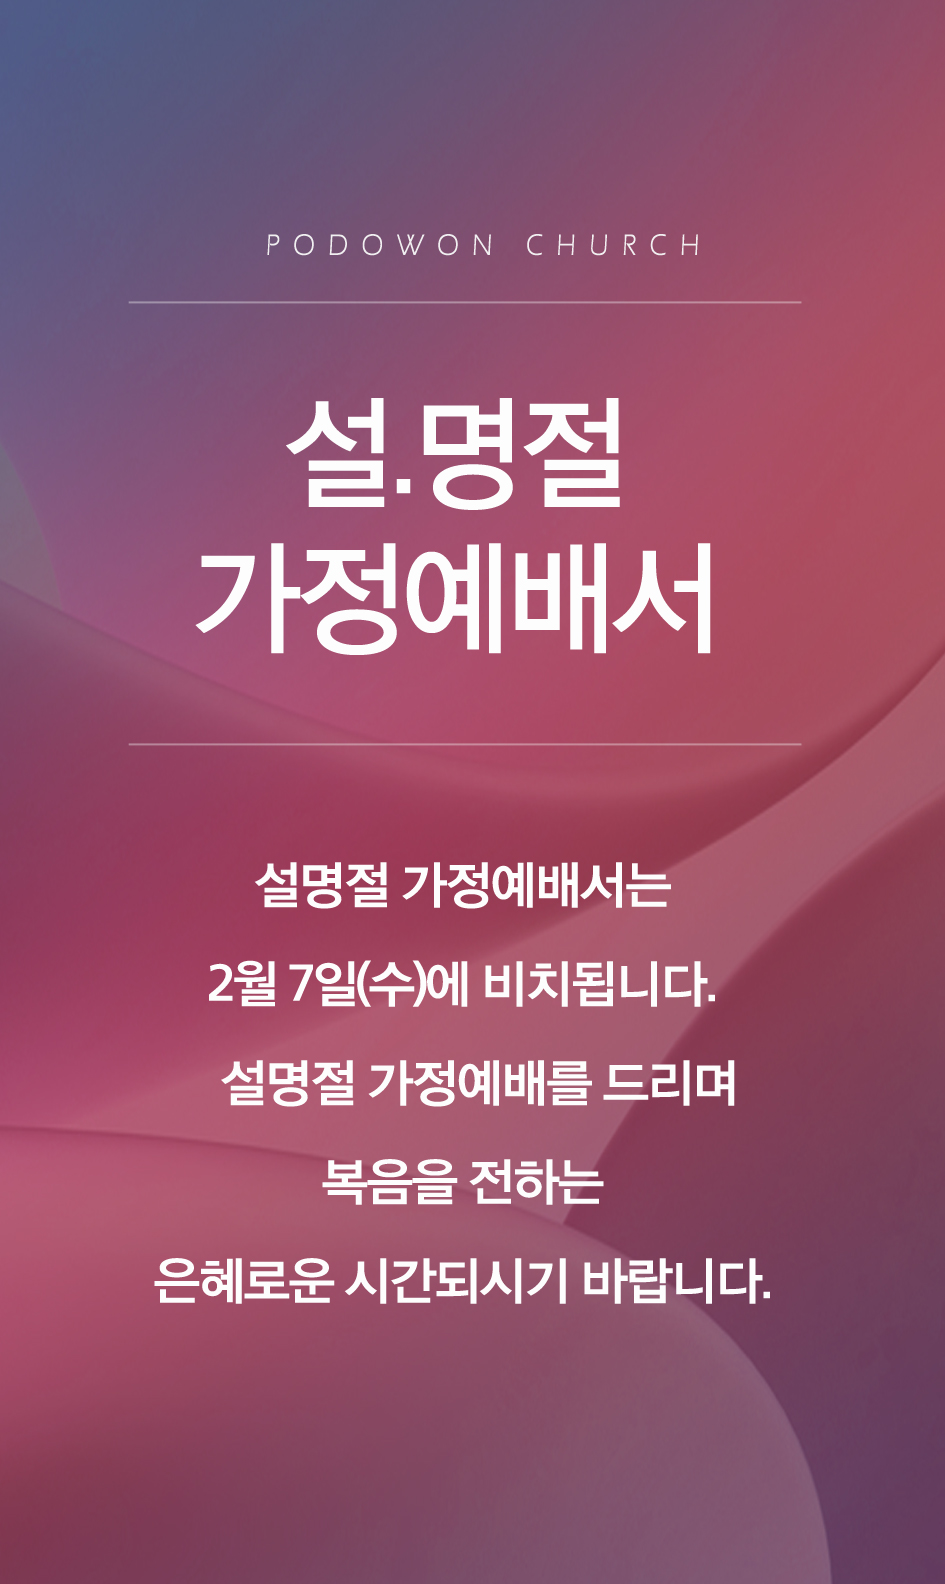 PODOWON CHURCH
설.명절
가정예배서
설명절 가정예배서는
2월 7일(수)에 비치됩니다.
설명절 가정예배를 드리며
복음을 전하는
은혜로운 시간되시기 바랍니다.